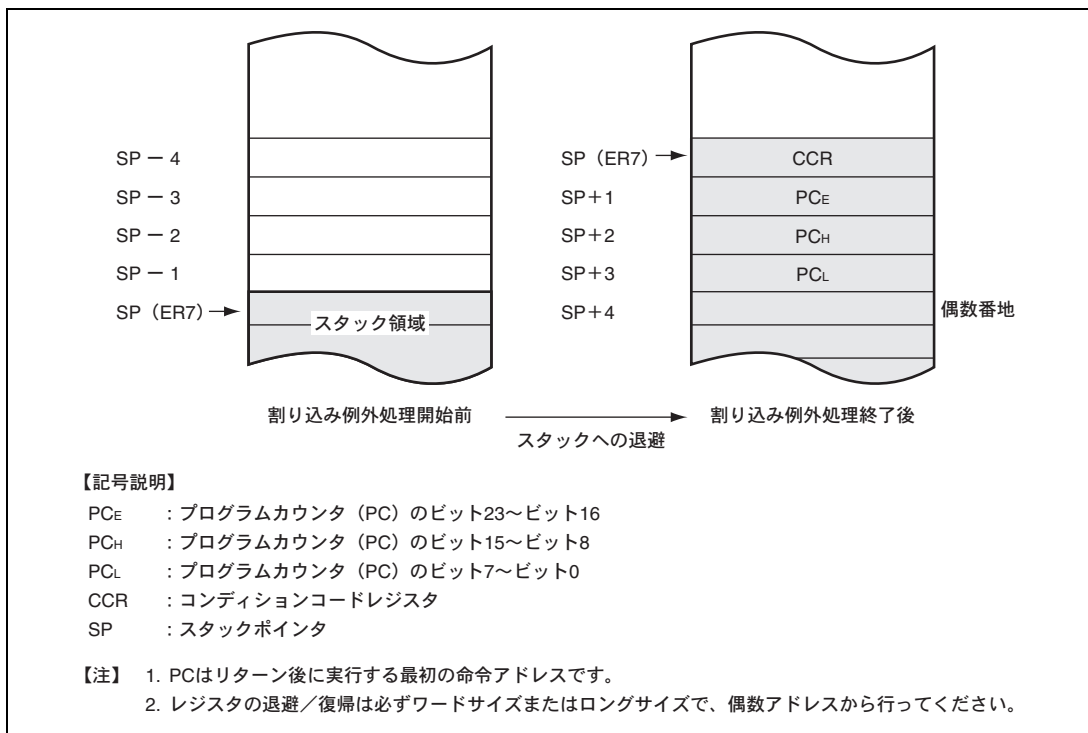 SP － 4
SP － 3
SP － 2
SP － 1
SP（ER7）
スタック領域
SP（ER7）
SP＋1
SP＋2
SP＋3
SP＋4
CCR
PCE
PCH
PCL
偶数番地
割り込み例外処理開始前
スタックへの退避
割り込み例外処理終了後
【記号説明】
PCE ：プログラムカウンタ（PC）のビット23～ビット16
PCH ：プログラムカウンタ（PC）のビット15～ビット8
PCL ：プログラムカウンタ（PC）のビット7～ビット0
CCR ：コンディションコードレジスタ
SP ：スタックポインタ
【注】 1. PCはリターン後に実行する最初の命令アドレスです。
2. レジスタの退避／復帰は必ずワードサイズまたはロングサイズで、偶数アドレスから行ってください。